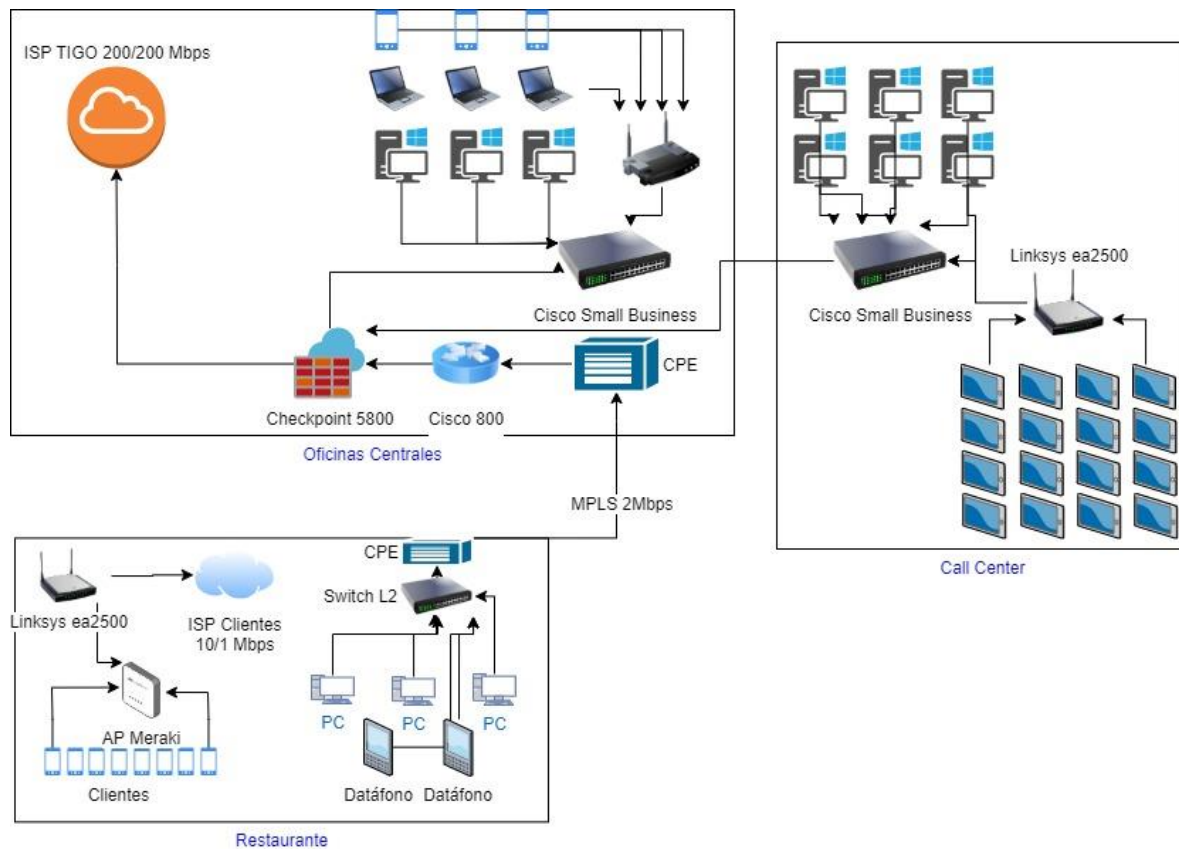 ISP TIGO 200/200 Mbps
Cisco Small Business
CPE
Checkpoint 5800
Cisco 800
Oficinas Centrales
Linksys ea2500
Cisco Small Business
Call Center
MPLS 2Mbps
CPE
Switch L2
Linksys ea2500
ISP Clientes
10/1 Mbps
PC
PC
PC
AP Meraki
Clientes
Datáfono
Datáfono
Restaurante